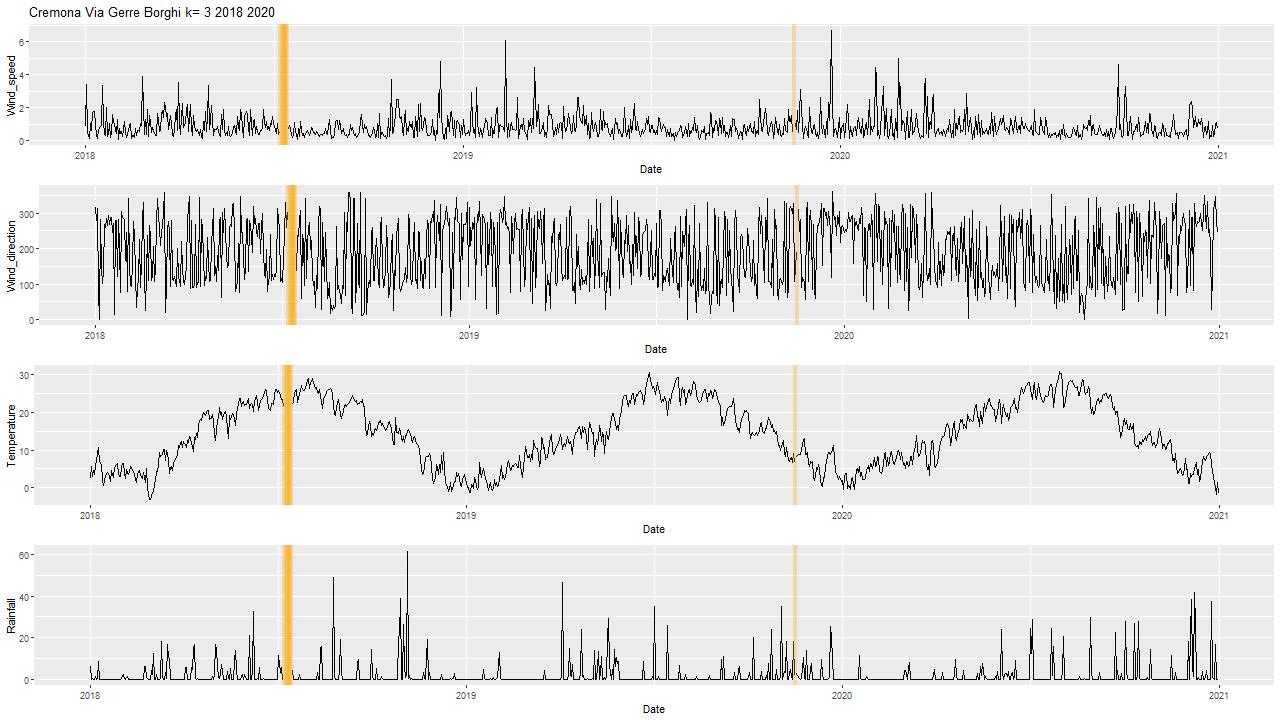 Cremona Via Gerre Borghi k= 3 2018 2020
Wind_speed
6
4
2
0
2018 2019 2020 2021
Date
Wind_direction
300
200
100
0
2018 2019 2020 2021
Date
Temperature
30
20
10
0
2018 2019 2020 2021
Date
Rainfall
60
40
20
0
2018 2019 2020 2021
Date